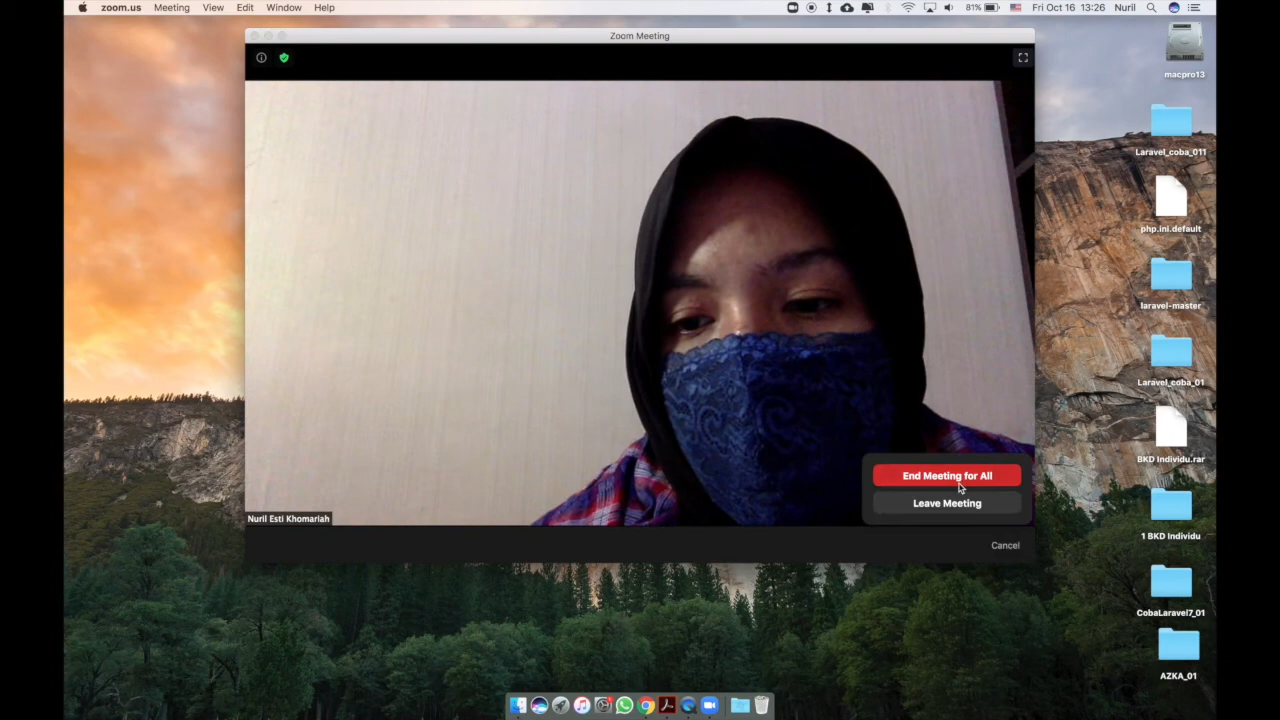 zoom.us Meeting View Edit Window Help
81% Fri Oct 16 13:26 Nuril
Zoom Meeting
macpro13
Laravel_coba_011
php.ini.default
laravel-master
Laravel_coba_01
BKD Individu.rar
End Meeting for All
Leave Meeting
Nuril Esti Khomariah
1 BKD Individu
Cancel
CobaLaravel7_01
AZKA_01